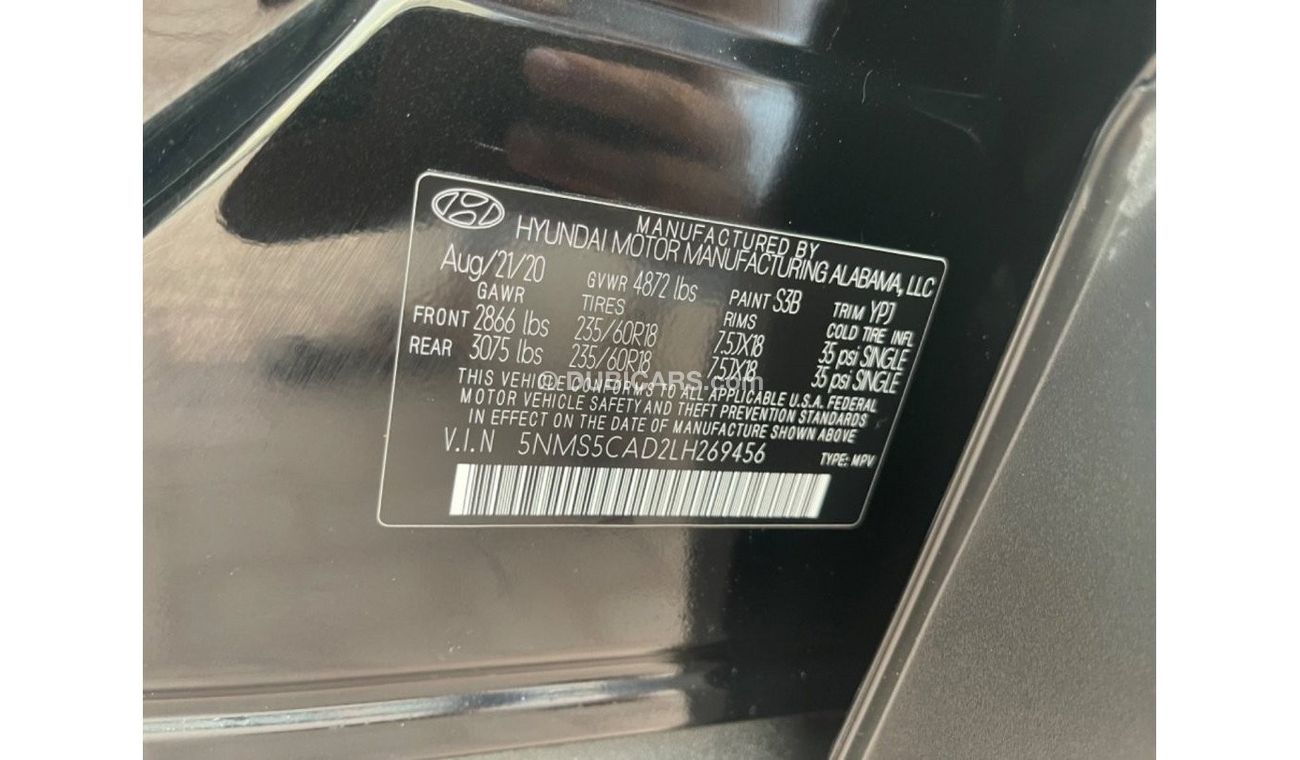 MANUFACTURED BY
HYUNDAI MOTOR MANUFACTURING ALABAMA, LLC
Aug/21/20 GVWR 4872 lbs PAINT S3B TRIM YPJ
GAWR TIRES RIMS COLD TIRE INFL
FRONT 2866 lbs 235/60R18 7.5JX18 35 psi SINGLE
REAR 3075 lbs 235/60R18 7.5JX18 35 psi SINGLE
© DUBICARS.com
THIS VEHICLE CONFORMS TO ALL APPLICABLE U.S.A. FEDERAL
MOTOR VEHICLE SAFETY AND THEFT PREVENTION STANDARDS
IN EFFECT ON THE DATE OF MANUFACTURE SHOWN ABOVE
V.I.N 5NMS5CAD2LH269456 TYPE: MPV